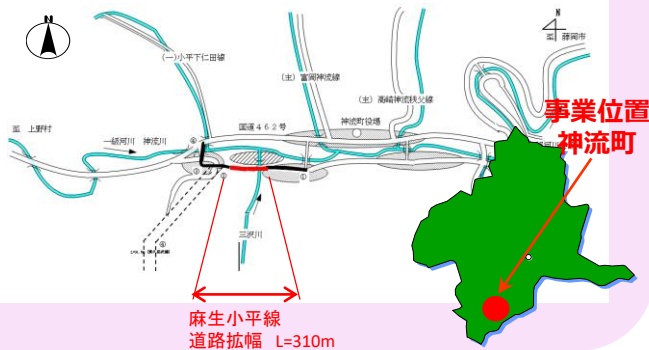 至 藤岡市
(一)小平下仁田線
(主)富岡神流線
(主)高崎神流秩父線
事業位置
神流町
神流町役場
国道462号
至 上野村
一級河川 神流川
三波川
麻生小平線
道路拡幅 L=310m